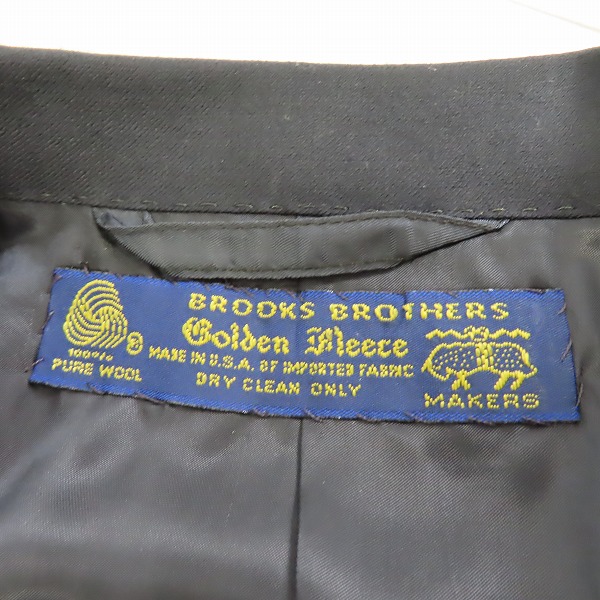 BROOKS BROTHERS
Golden Fleece
MADE IN U.S.A. OF IMPORTED FABRIC
DRY CLEAN ONLY
100%
PURE WOOL
MAKERS